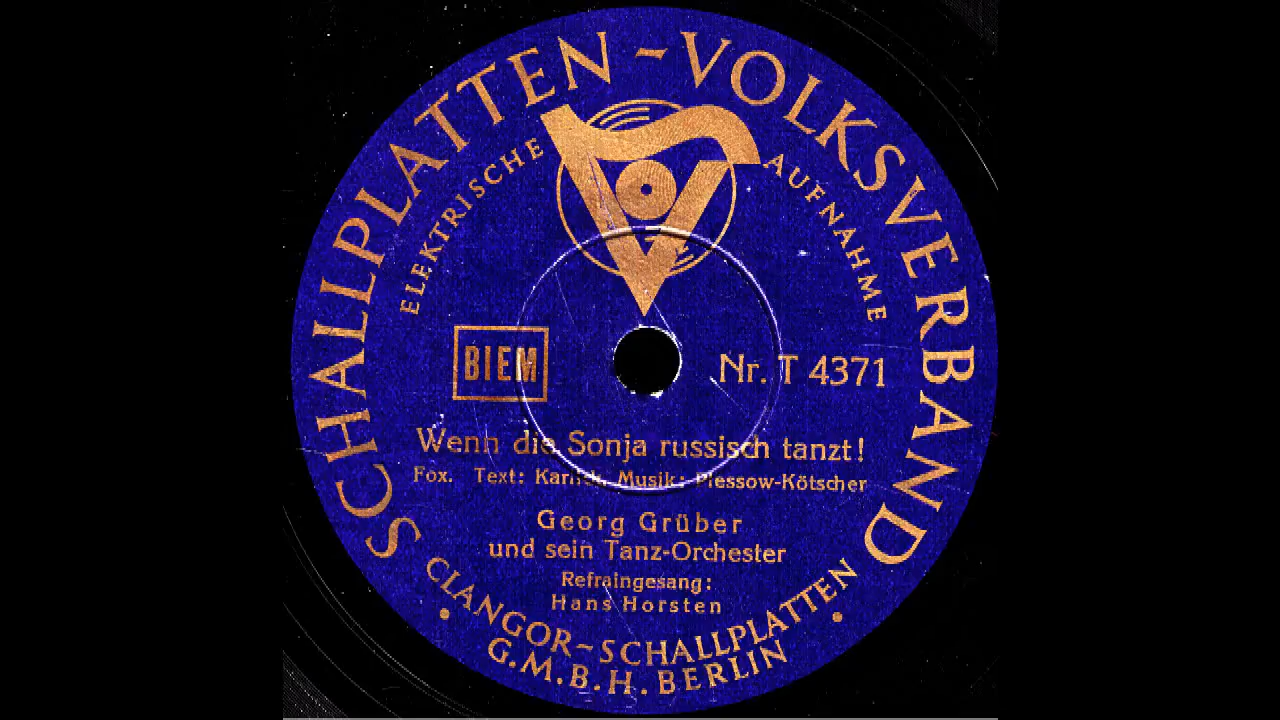 SCHALLPLATTEN~VOLKSVERBAND
ELEKTRISCHE AUFNAHME
BIEM
Nr. T 4371
Wenn die Sonja russisch tanzt!
Fox. Text: Musik: Plessow-Kötscher
Georg Grüber
und sein Tanz-Orchester
Refraingesang:
Hans Horsten
CLANGOR~SCHALLPLATTEN
G.M.B.H. BERLIN